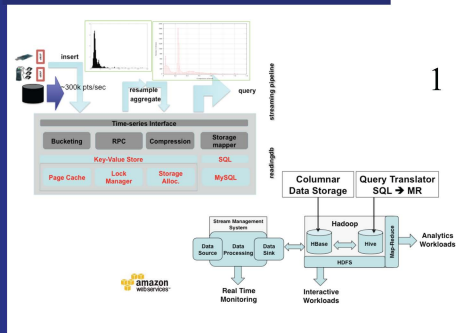 1
insert
~300k pts/sec
resample
aggregate
query
streaming pipeline
Time-series Interface
Bucketing
RPC
Compression
Storage
mapper
Key-Value Store
SQL
Page Cache
Lock
Manager
Storage
Alloc.
MySQL
readingdb
Columnar
Data Storage
Query Translator
SQL → MR
Stream Management
System
Data
Source
Data
Processing
Data
Sink
Hadoop
HBase
Hive
HDFS
Map-Reduce
Analytics
Workloads
amazon
webservices™
Real Time
Monitoring
Interactive
Workloads